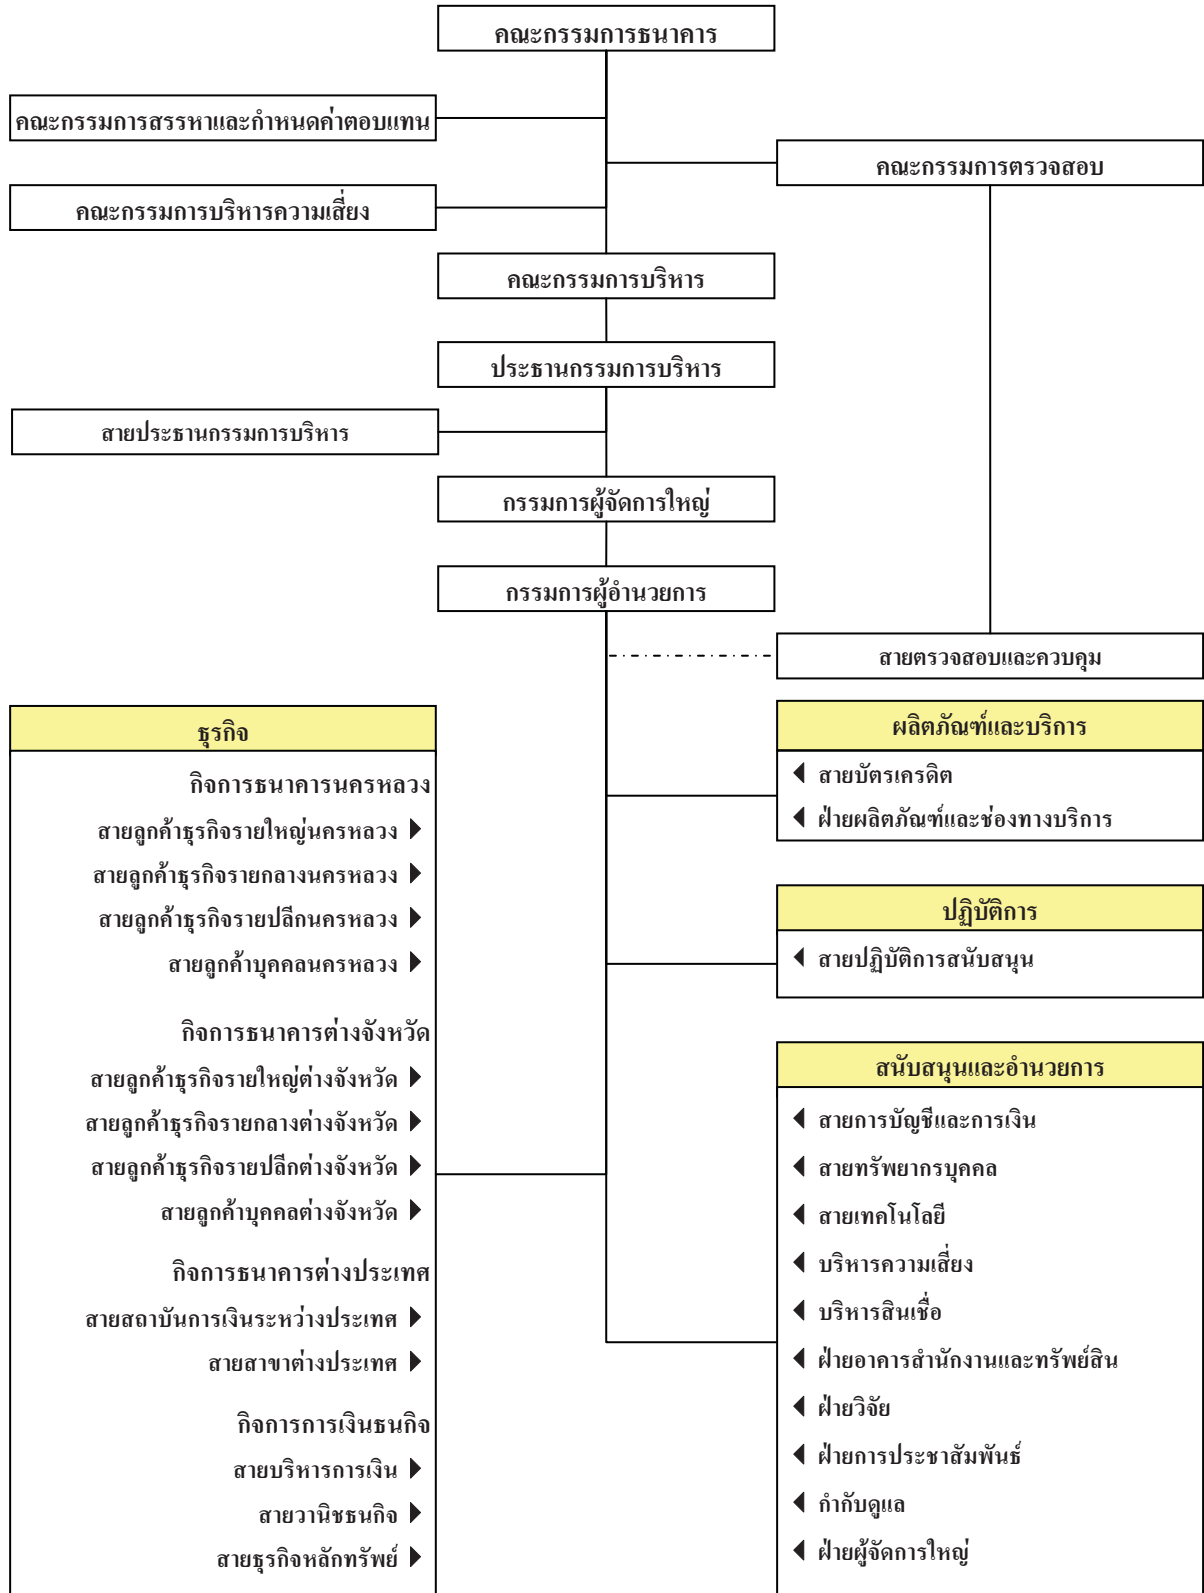 คณะกรรมการธนาคาร
คณะกรรมการสรรหาและกำหนดค่าตอบแทน
คณะกรรมการตรวจสอบ
คณะกรรมการบริหารความเสี่ยง
คณะกรรมการบริหาร
ประธานกรรมการบริหาร
สายประธานกรรมการบริหาร
กรรมการผู้จัดการใหญ่
กรรมการผู้อำนวยการ
สายตรวจสอบและควบคุม
ธุรกิจ
กิจการธนาคารนครหลวง
สายลูกค้าธุรกิจรายใหญ่นครหลวง
สายลูกค้าธุรกิจรายกลางนครหลวง
สายลูกค้าธุรกิจรายปลีกนครหลวง
สายลูกค้าบุคคลนครหลวง
กิจการธนาคารต่างจังหวัด
สายลูกค้าธุรกิจรายใหญ่ต่างจังหวัด
สายลูกค้าธุรกิจรายกลางต่างจังหวัด
สายลูกค้าธุรกิจรายปลีกต่างจังหวัด
สายลูกค้าบุคคลต่างจังหวัด
กิจการธนาคารต่างประเทศ
สายสถาบันการเงินระหว่างประเทศ
สายสาขาต่างประเทศ
กิจการการเงินธนกิจ
สายบริหารการเงิน
สายวานิชธนกิจ
สายธุรกิจหลักทรัพย์
ผลิตภัณฑ์และบริการ
สายบัตรเครดิต
ฝ่ายผลิตภัณฑ์และช่องทางบริการ
ปฏิบัติการ
สายปฏิบัติการสนับสนุน
สนับสนุนและอำนวยการ
สายการบัญชีและการเงิน
สายทรัพยากรบุคคล
สายเทคโนโลยี
บริหารความเสี่ยง
บริหารสินเชื่อ
ฝ่ายอาคารสำนักงานและทรัพย์สิน
ฝ่ายวิจัย
ฝ่ายการประชาสัมพันธ์
กำกับดูแล
ฝ่ายผู้จัดการใหญ่